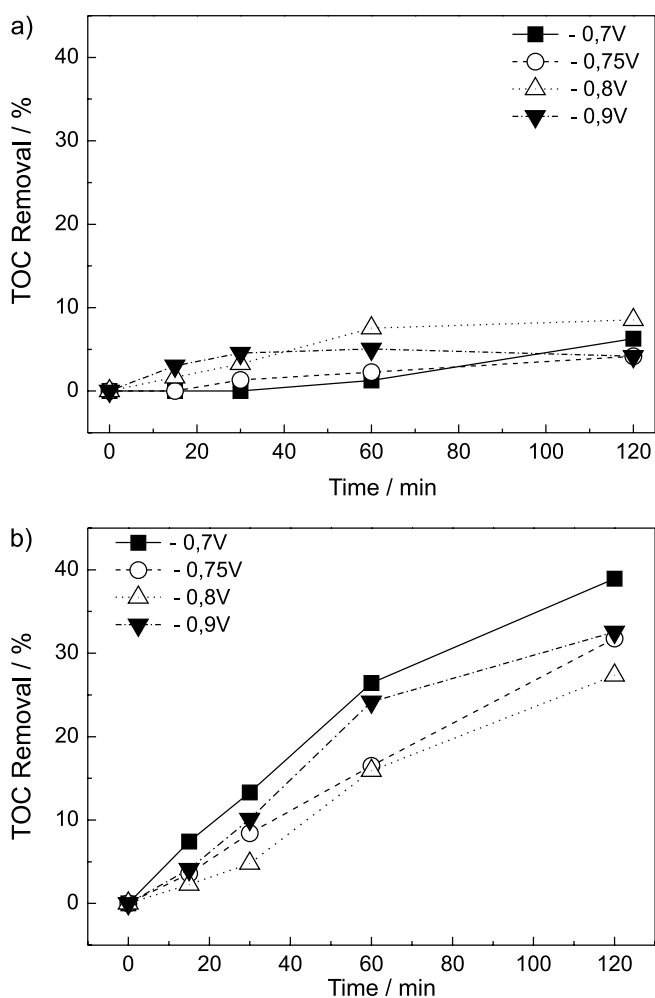 a)
- 0,7V
- 0,75V
- 0,8V
- 0,9V
40
30
20
10
0
TOC Removal / %
0 20 40 60 80 100 120
Time / min
b)
- 0,7V
- 0,75V
- 0,8V
- 0,9V
40
30
20
10
0
TOC Removal / %
0 20 40 60 80 100 120
Time / min